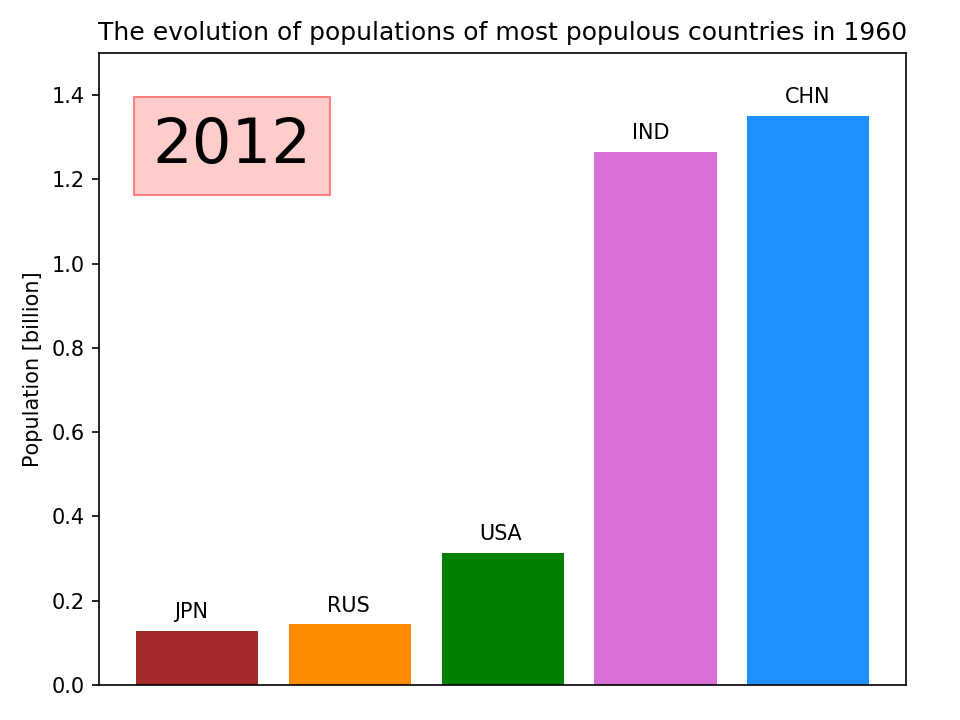 The evolution of populations of most populous countries in 1960
2012
CHN
IND
USA
RUS
JPN
Population [billion]
1.4
1.2
1.0
0.8
0.6
0.4
0.2
0.0